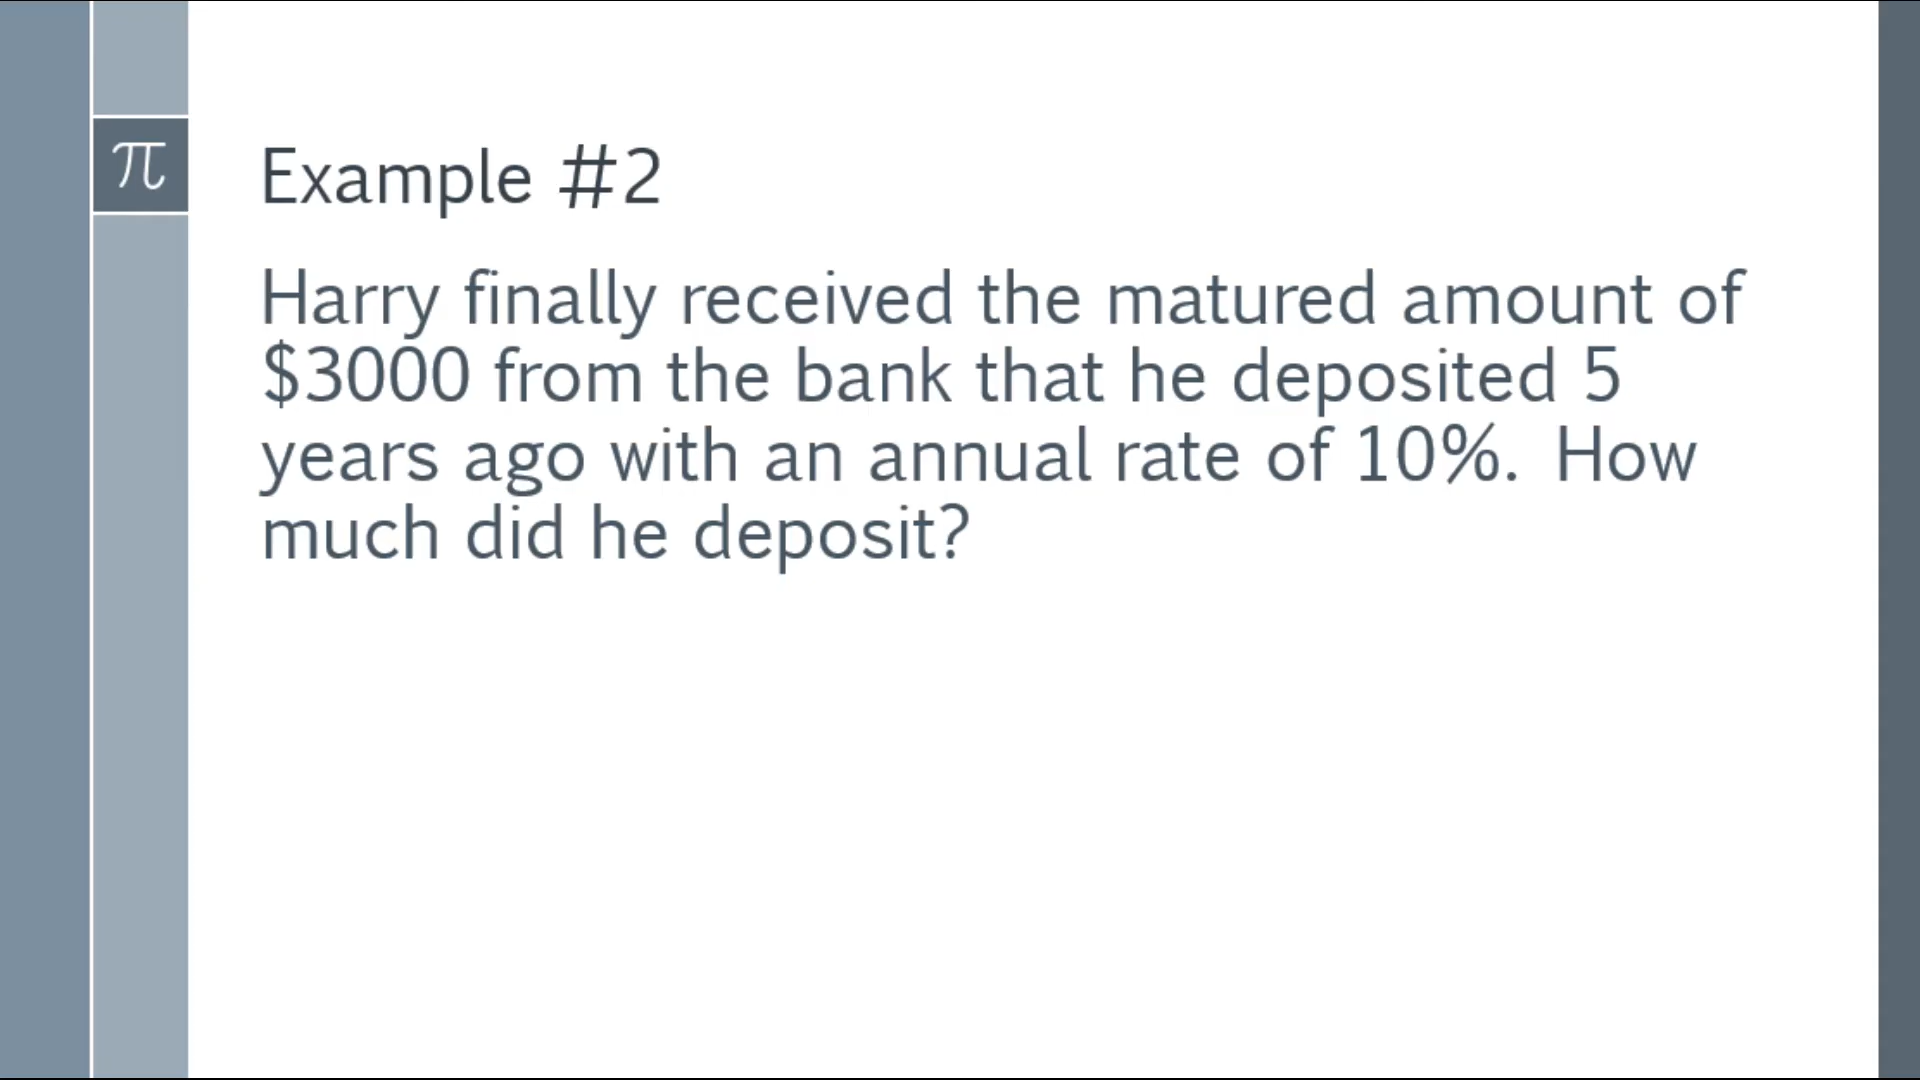 π
Example #2
Harry finally received the matured amount of
$3000 from the bank that he deposited 5
years ago with an annual rate of 10%. How
much did he deposit?